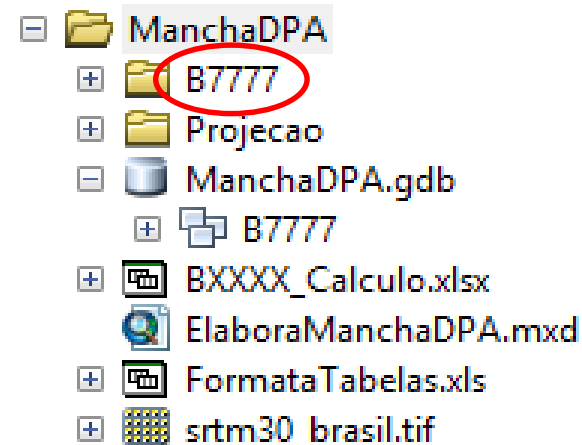 ManchaDPA
B7777
Projecao
ManchaDPA.gdb
B7777
BXXXX_Calculo.xlsx
ElaboraManchaDPA.mxd
FormataTabelas.xls
srtm30_brasil.tif